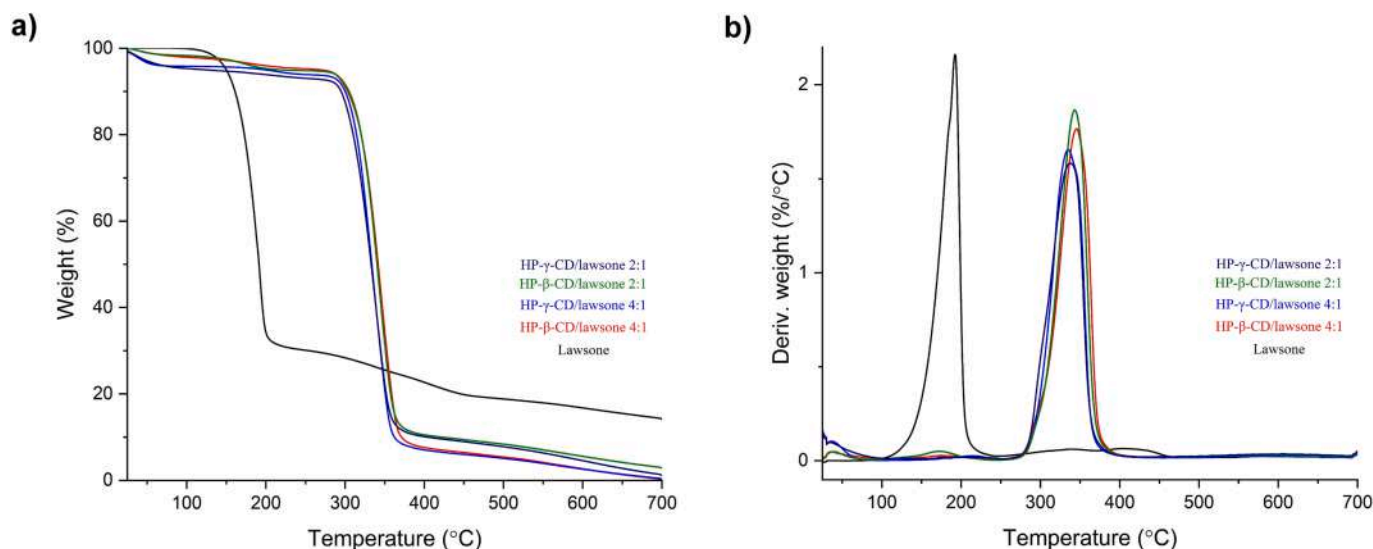 a)
100
80
60
40
20
0
Weight (%)
HP-γ-CD/lawsone 2:1
HP-β-CD/lawsone 2:1
HP-γ-CD/lawsone 4:1
HP-β-CD/lawsone 4:1
Lawsone
100 200 300 400 500 600 700
Temperature (°C)
b)
2
1
0
Deriv. weight (%/°C)
HP-γ-CD/lawsone 2:1
HP-β-CD/lawsone 2:1
HP-γ-CD/lawsone 4:1
HP-β-CD/lawsone 4:1
Lawsone
100 200 300 400 500 600 700
Temperature (°C)